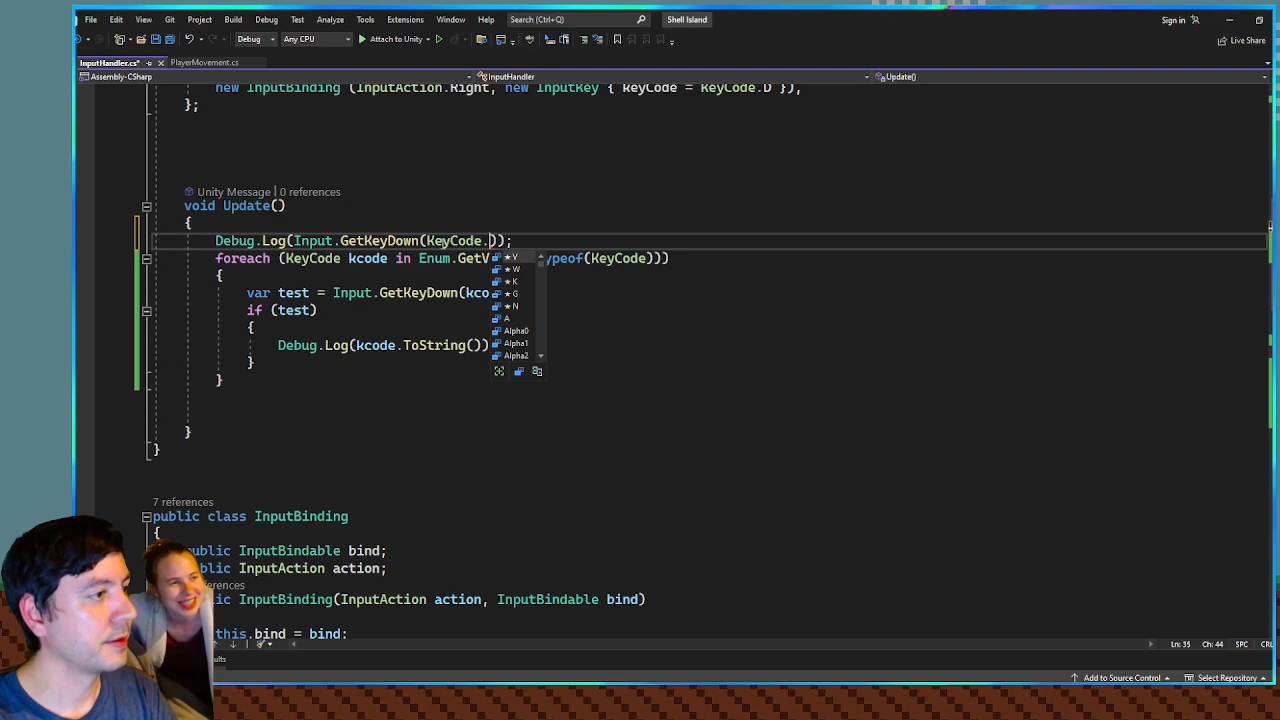 File Edit View Git Project Build Debug Test Analyze Tools Extensions Window Help Search (Ctrl+Q) Shell Island Sign in
Debug Any CPU Attach to Unity Live Share
InputHandler.cs* PlayerMovement.cs
Assembly-CSharp InputHandler Update()
new InputBinding (InputAction.Right, new InputKey { keyCode = KeyCode.D }),
};
Unity Message | 0 references
void Update()
{
Debug.Log(Input.GetKeyDown(KeyCode.));
foreach (KeyCode kcode in Enum.GetV ypeof(KeyCode)))
★ V
★ W
{
★ K
var test = Input.GetKeyDown(kco
★ G
if (test)
★ N
{
A
Alpha0
Debug.Log(kcode.ToString())
Alpha1
}
Alpha2
}
}
}
7 references
public class InputBinding
{
public InputBindable bind;
InputAction action;
erences
InputBinding(InputAction action, InputBindable bind)
this.bind = bind;
Ln: 35 Ch: 44 SPC CRL
Add to Source Control Select Repository